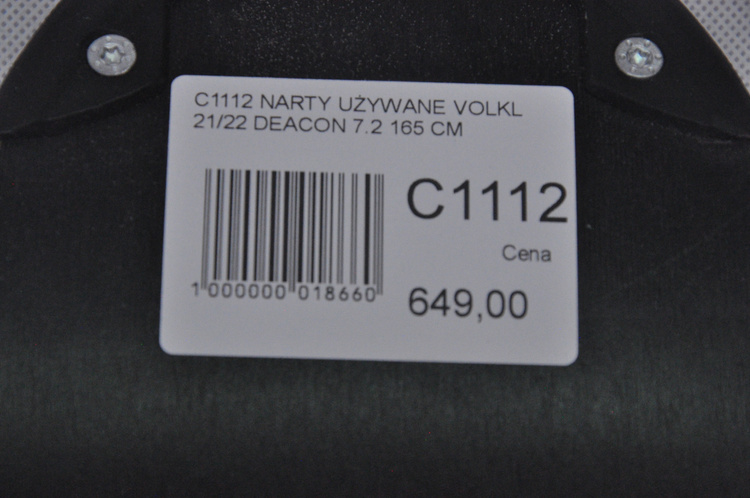 C1112 NARTY UŻYWANE VOLKL
21/22 DEACON 7.2 165 CM
C1112
Cena
649,00
1 000000 018660